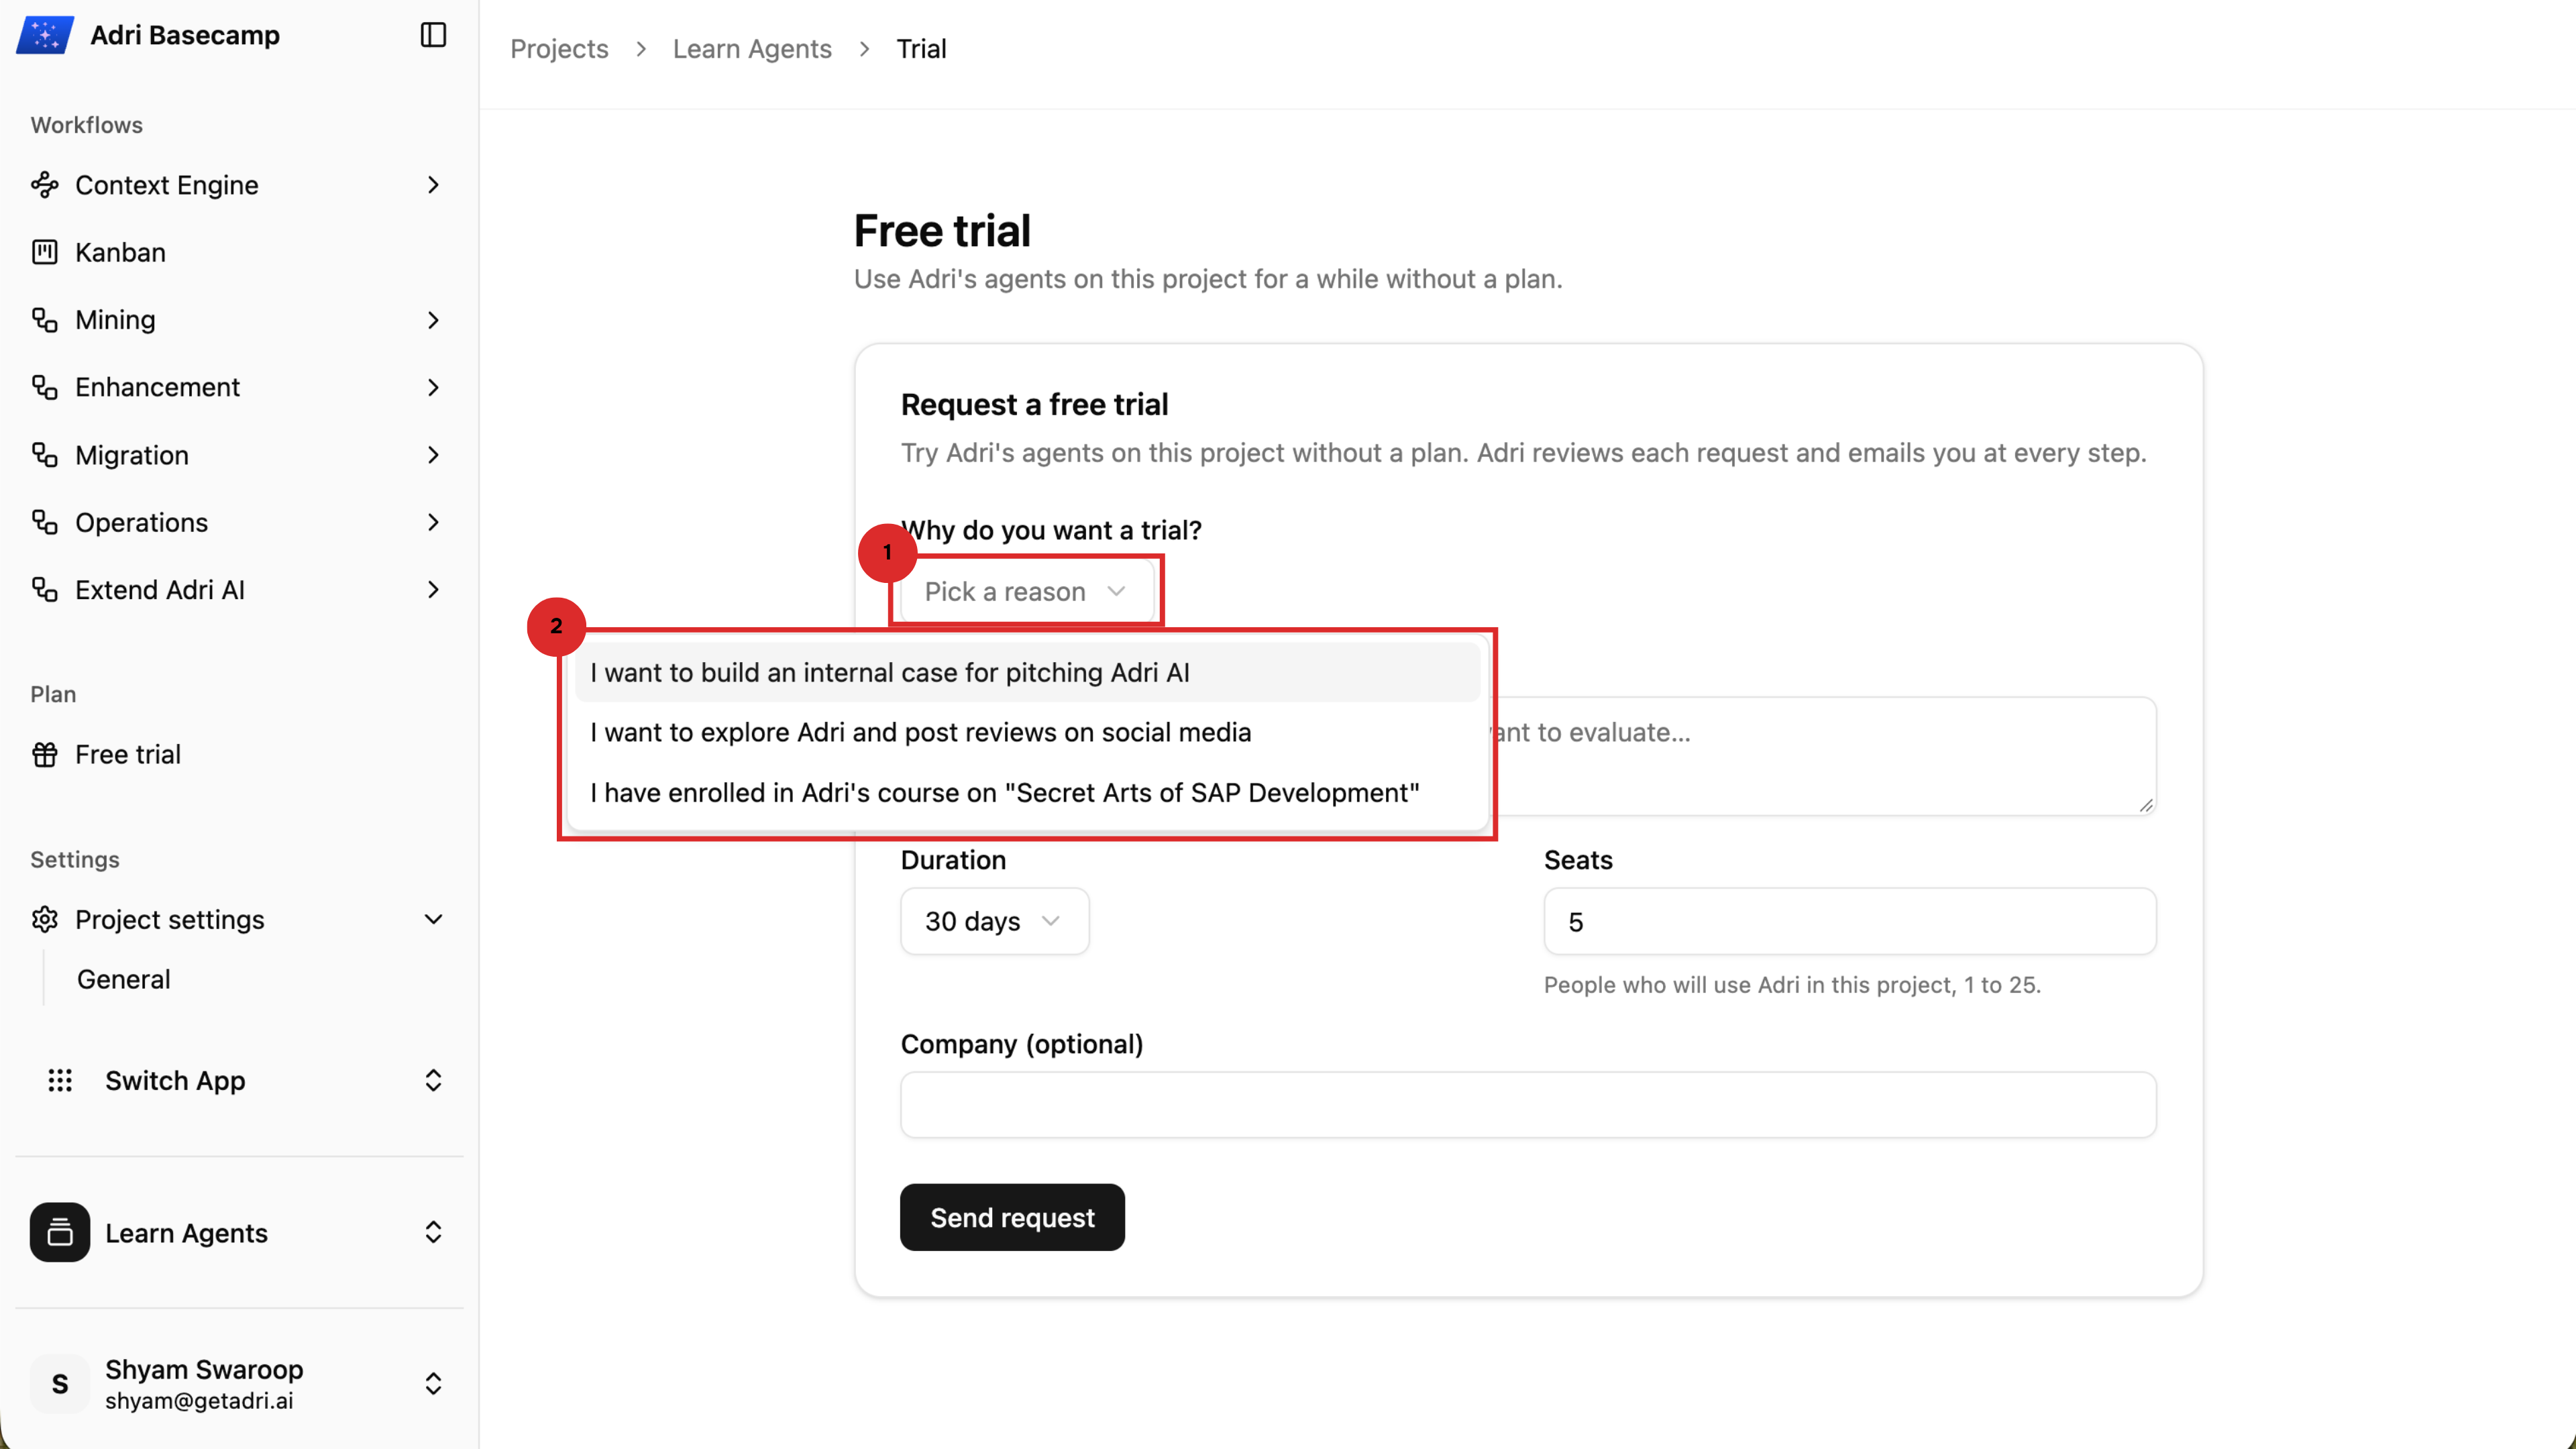 Adri Basecamp
Workflows
Context Engine
Kanban
Mining
Enhancement
Migration
Operations
Extend Adri AI
Plan
Free trial
Settings
Project settings
General
Switch App
Learn Agents
S
Shyam Swaroop
shyam@getadri.ai
Projects > Learn Agents > Trial
Free trial
Use Adri's agents on this project for a while without a plan.
Request a free trial
Try Adri's agents on this project without a plan. Adri reviews each request and emails you at every step.
Why do you want a trial?
1
Pick a reason
2
I want to build an internal case for pitching Adri AI
I want to explore Adri and post reviews on social media
I have enrolled in Adri's course on "Secret Arts of SAP Development"
to evaluate...
Duration
30 days
Seats
5
People who will use Adri in this project, 1 to 25.
Company (optional)
Send request